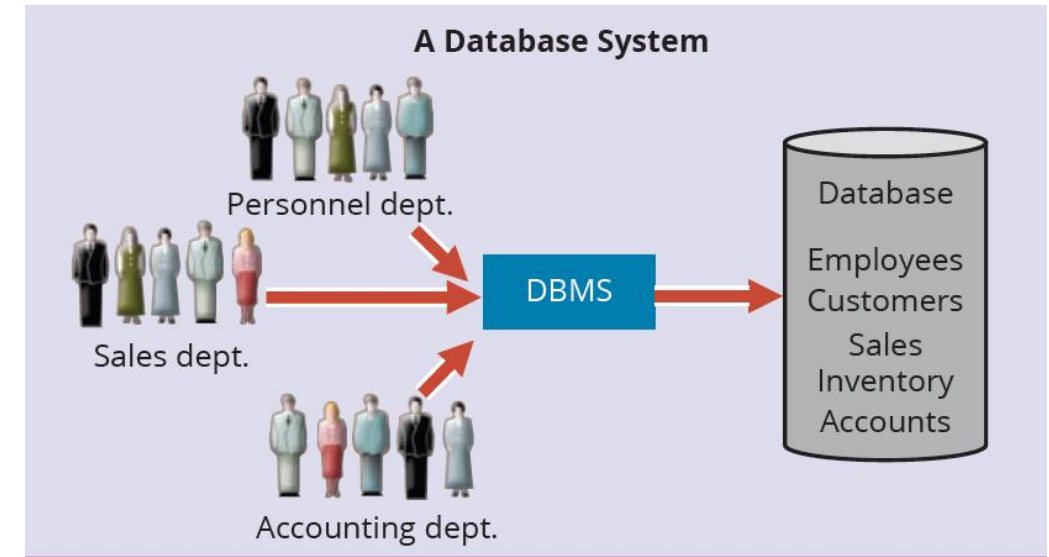 A Database System
Personnel dept.
Sales dept.
Accounting dept.
DBMS
Database
Employees
Customers
Sales
Inventory
Accounts